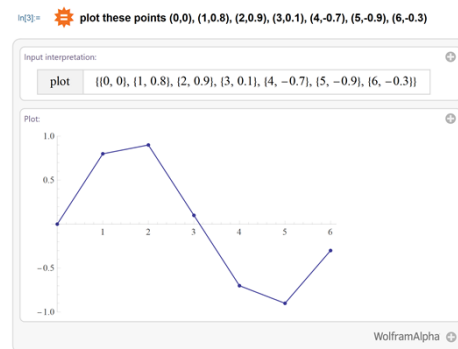 In[3]:= plot these points (0,0), (1,0.8), (2,0.9), (3,0.1), (4,-0.7), (5,-0.9), (6,-0.3)
Input interpretation:
plot {{0, 0}, {1, 0.8}, {2, 0.9}, {3, 0.1}, {4, −0.7}, {5, −0.9}, {6, −0.3}}
Plot:
1.0
0.5
1 2 3 4 5 6
−0.5
−1.0
WolframAlpha